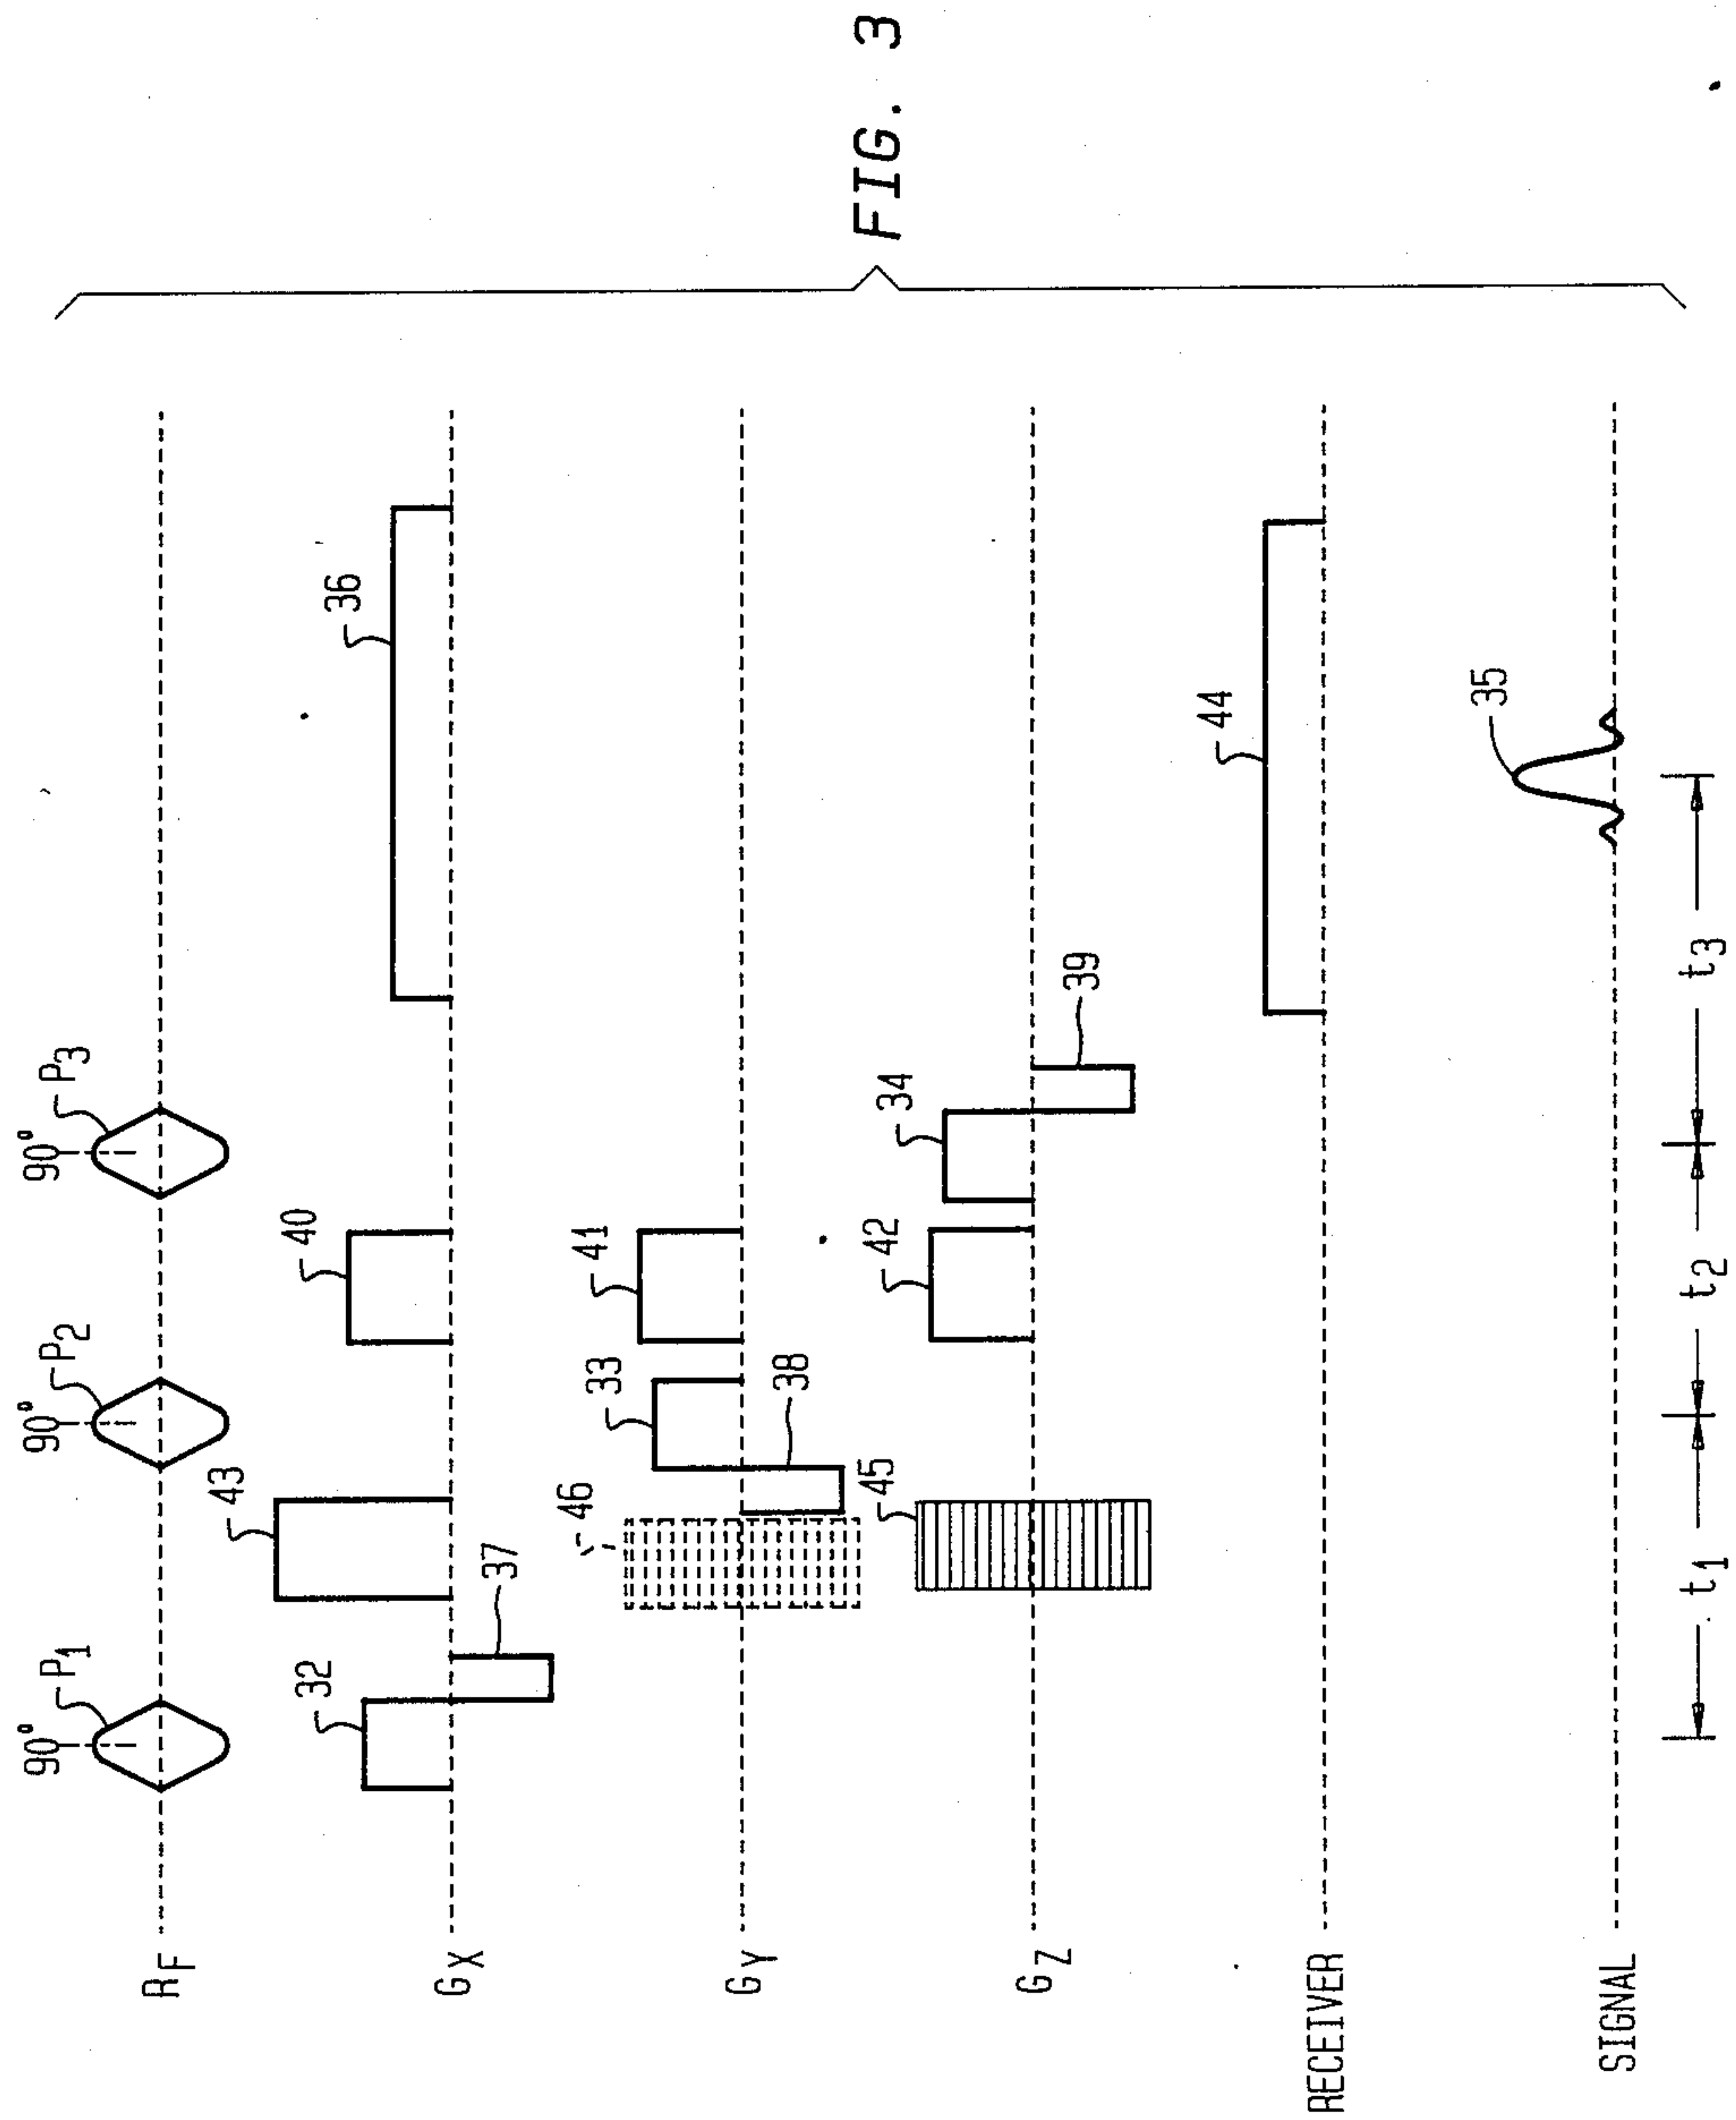 90° 90° 90°
P1 P2 P3
RF
43 40 36
32 37
GX
46 33 41
38
GY
45 42 34
39
GZ
44
RECEIVER
35
SIGNAL
t1 t2 t3
FIG. 3